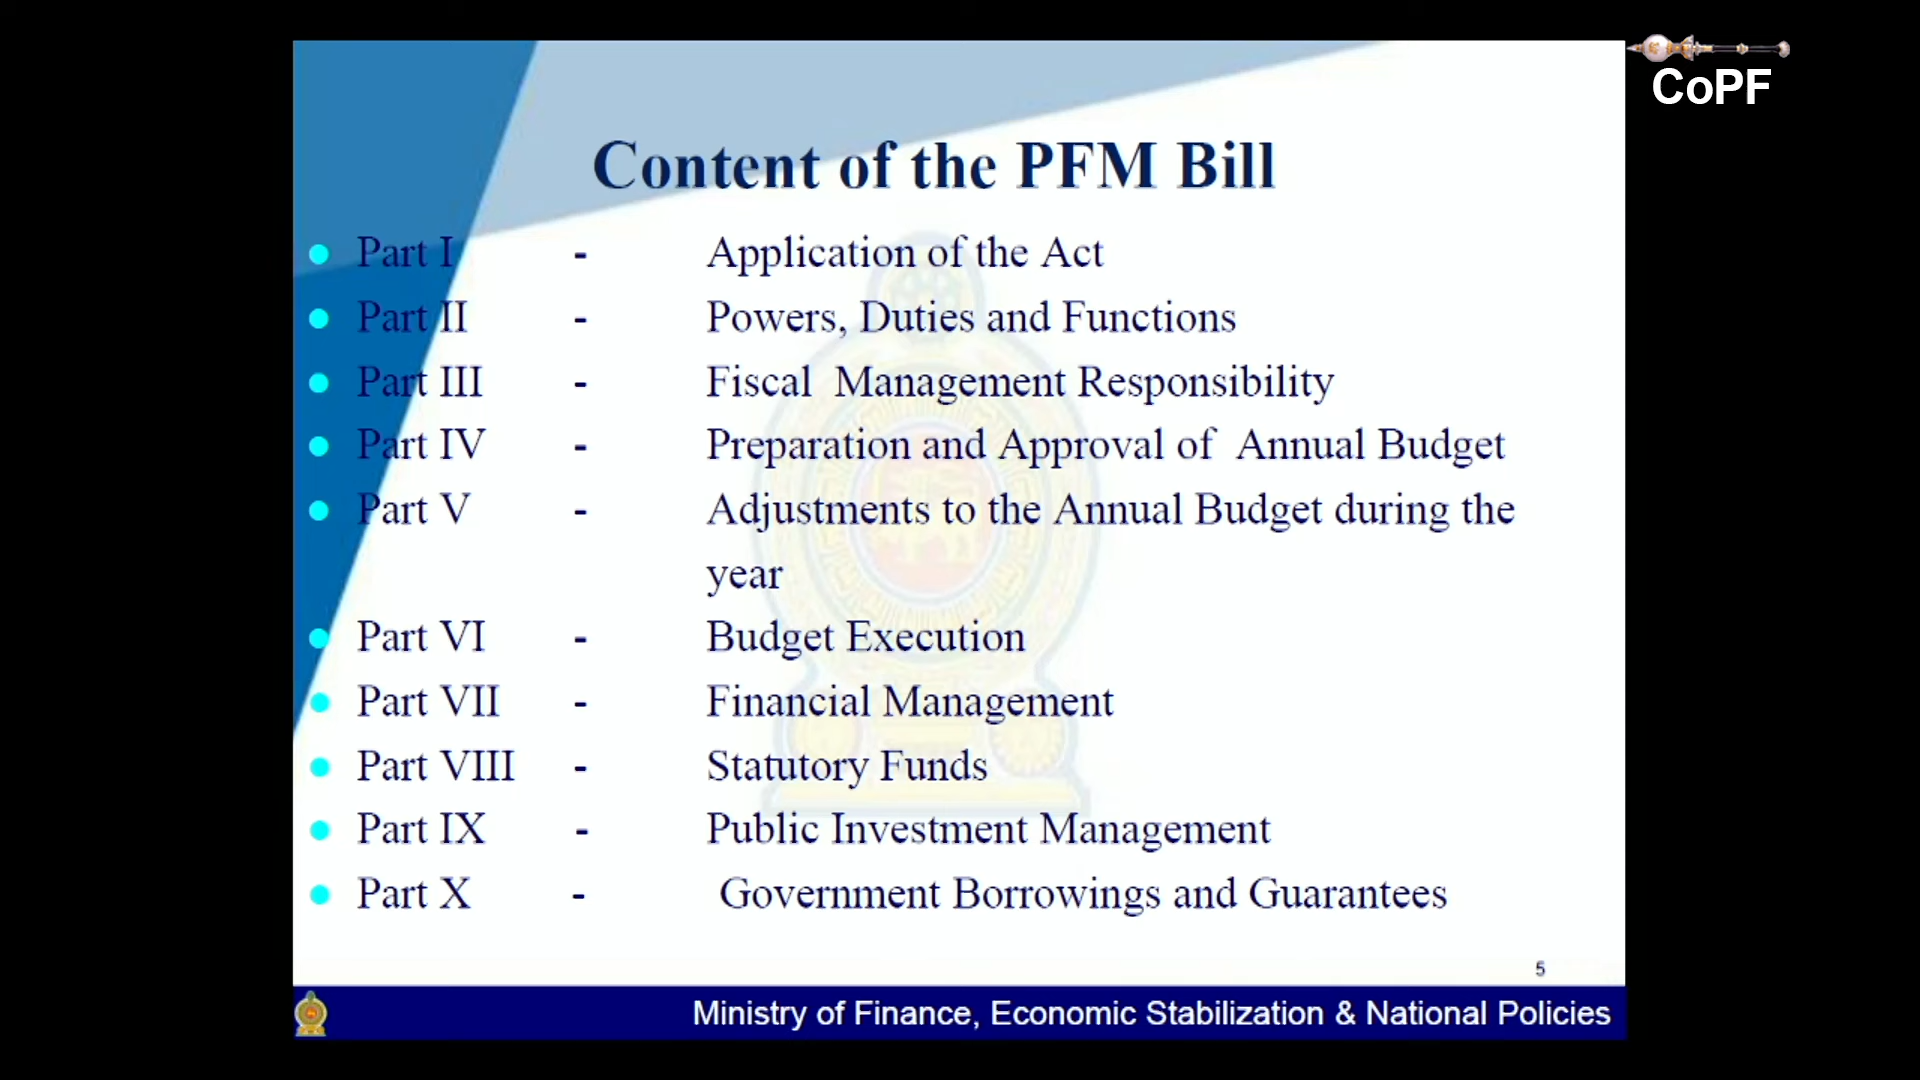 CoPF
Content of the PFM Bill
Part I - Application of the Act
Part II - Powers, Duties and Functions
Part III - Fiscal Management Responsibility
Part IV - Preparation and Approval of Annual Budget
Part V - Adjustments to the Annual Budget during the
year
Part VI - Budget Execution
Part VII - Financial Management
Part VIII - Statutory Funds
Part IX - Public Investment Management
Part X - Government Borrowings and Guarantees
5
Ministry of Finance, Economic Stabilization & National Policies